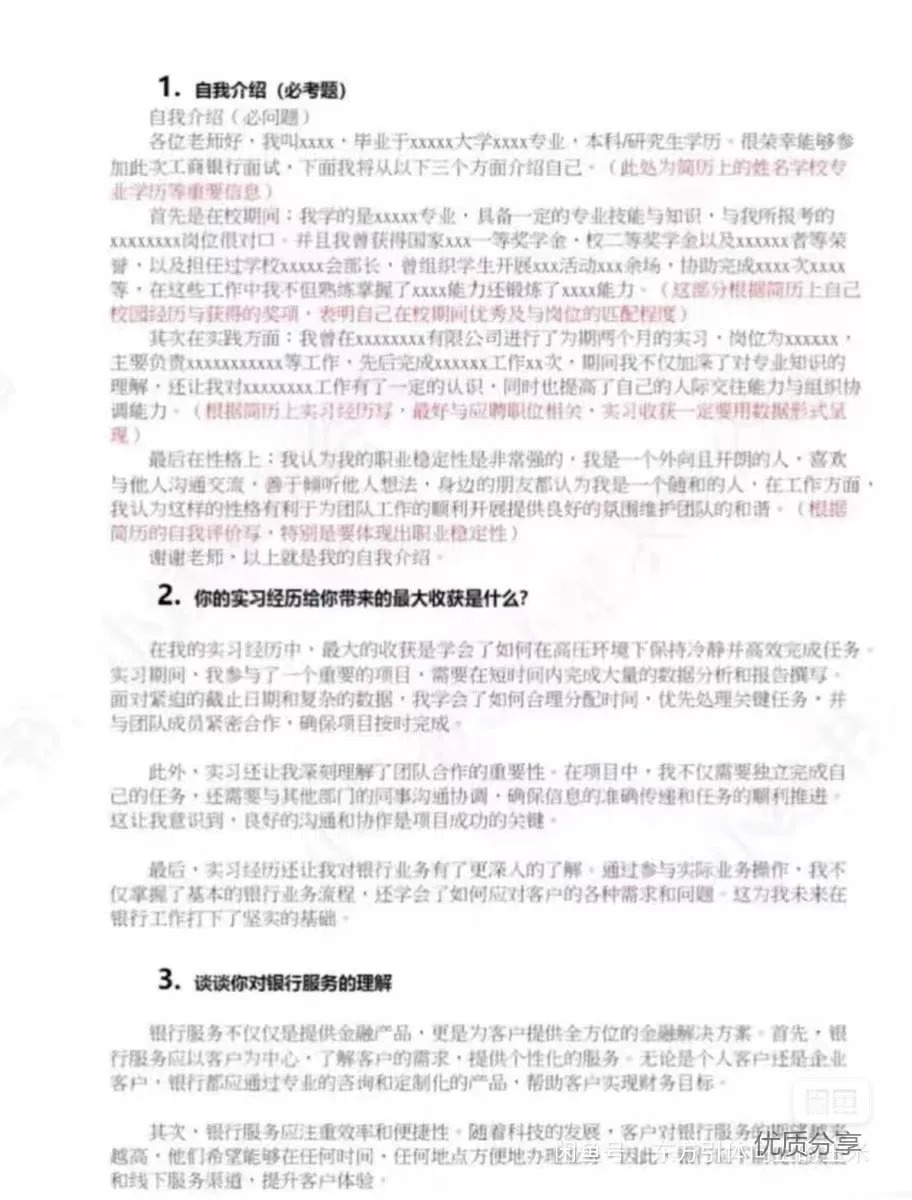 1. 自我介绍（必考题）
自我介绍（必问题）
各位老师好，我叫xxxx，毕业于xxxxx大学xxxx专业，本科/研究生学历。很荣幸能够参
加此次工商银行面试，下面我将从以下三个方面介绍自己。（此处为简历上的姓名学校专
业学历等重要信息）
首先是在校期间：我学的是xxxxx专业，具备一定的专业技能与知识，与我所报考的
xxxxxxxx岗位很对口。并且我曾获得国家xxx一等奖学金，校二等奖学金以及xxxxxx者等荣
誉，以及担任过学校xxxxx会部长，曾组织学生开展xxx活动xxx余场，协助完成xxxx次xxxx
等，在这些工作中我不但熟练掌握了xxxx能力还锻炼了xxxx能力。（这部分根据简历上自己
校园经历与获得的奖项，表明自己在校期间优秀及与岗位的匹配程度）
其次在实践方面：我曾在xxxxxxxx有限公司进行了为期两个月的实习，岗位为xxxxxx，
主要负责xxxxxxxxxxx等工作，先后完成xxxxxx工作xx次，期间我不仅加深了对专业知识的
理解，还让我对xxxxxxxx工作有了一定的认识，同时也提高了自己的人际交往能力与组织协
调能力。（根据简历上实习经历写，最好与应聘职位相关，实习收获一定要用数据形式呈
现）
最后在性格上：我认为我的职业稳定性是非常强的，我是一个外向且开朗的人，喜欢
与他人沟通交流，善于倾听他人想法，身边的朋友都认为我是一个随和的人，在工作方面，
我认为这样的性格有利于为团队工作的顺利开展提供良好的氛围维护团队的和谐。（根据
简历的自我评价写，特别是要体现出职业稳定性）
谢谢老师，以上就是我的自我介绍。
2. 你的实习经历给你带来的最大收获是什么？
在我的实习经历中，最大的收获是学会了如何在高压环境下保持冷静并高效完成任务。
实习期间，我参与了一个重要的项目，需要在短时间内完成大量的数据分析和报告撰写。
面对紧迫的截止日期和复杂的数据，我学会了如何合理分配时间，优先处理关键任务，并
与团队成员紧密合作，确保项目按时完成。
此外，实习还让我深刻理解了团队合作的重要性。在项目中，我不仅需要独立完成自
己的任务，还需要与其他部门的同事沟通协调，确保信息的准确传递和任务的顺利推进。
这让我意识到，良好的沟通和协作是项目成功的关键。
最后，实习经历还让我对银行业务有了更深入的了解。通过参与实际业务操作，我不
仅掌握了基本的银行业务流程，还学会了如何应对客户的各种需求和问题。这为我未来在
银行工作打下了坚实的基础。
3. 谈谈你对银行服务的理解
银行服务不仅仅是提供金融产品，更是为客户提供全方位的金融解决方案。首先，银
行服务应以客户为中心，了解客户的需求，提供个性化的服务。无论是个人客户还是企业
客户，银行都应通过专业的咨询和定制化的产品，帮助客户实现财务目标。
其次，银行服务应注重效率和便捷性。随着科技的发展，客户对银行服务的期望越来
越高，他们希望能够在任何时间、任何地点方便地办理业务。因此，
和线下服务渠道，提升客户体验。
闲鱼
优质分享